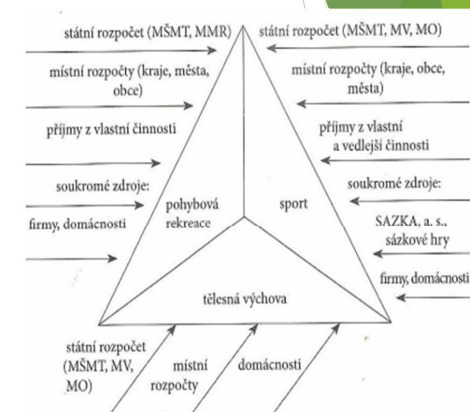 státní rozpočet (MŠMT, MMR)
státní rozpočet (MŠMT, MV, MO)
místní rozpočty (kraje, města,
obce)
místní rozpočty (kraje, obce,
města)
příjmy z vlastní činnosti
příjmy z vlastní
a vedlejší činnosti
soukromé zdroje:
soukromé zdroje:
pohybová
rekreace
sport
firmy, domácnosti
SAZKA, a. s.,
sázkové hry
firmy, domácnosti
tělesná výchova
státní rozpočet
(MŠMT, MV,
MO)
místní
rozpočty
domácnosti